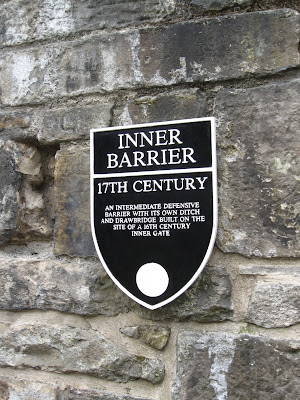 INNER
BARRIER
17TH CENTURY
AN INTERMEDIATE DEFENSIVE
BARRIER WITH ITS OWN DITCH
AND DRAWBRIDGE BUILT ON THE
SITE OF A 16TH CENTURY
INNER GATE